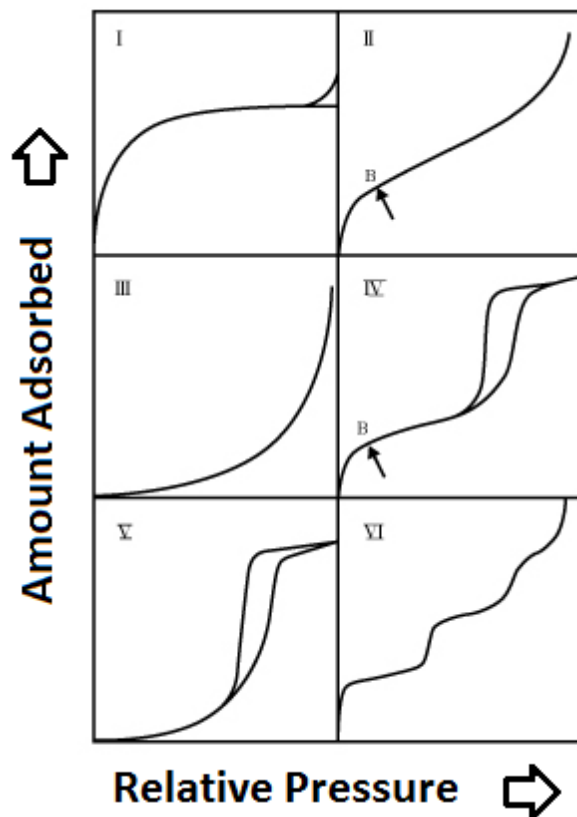 Amount Adsorbed
I
II
B
III
IV
B
V
VI
Relative Pressure